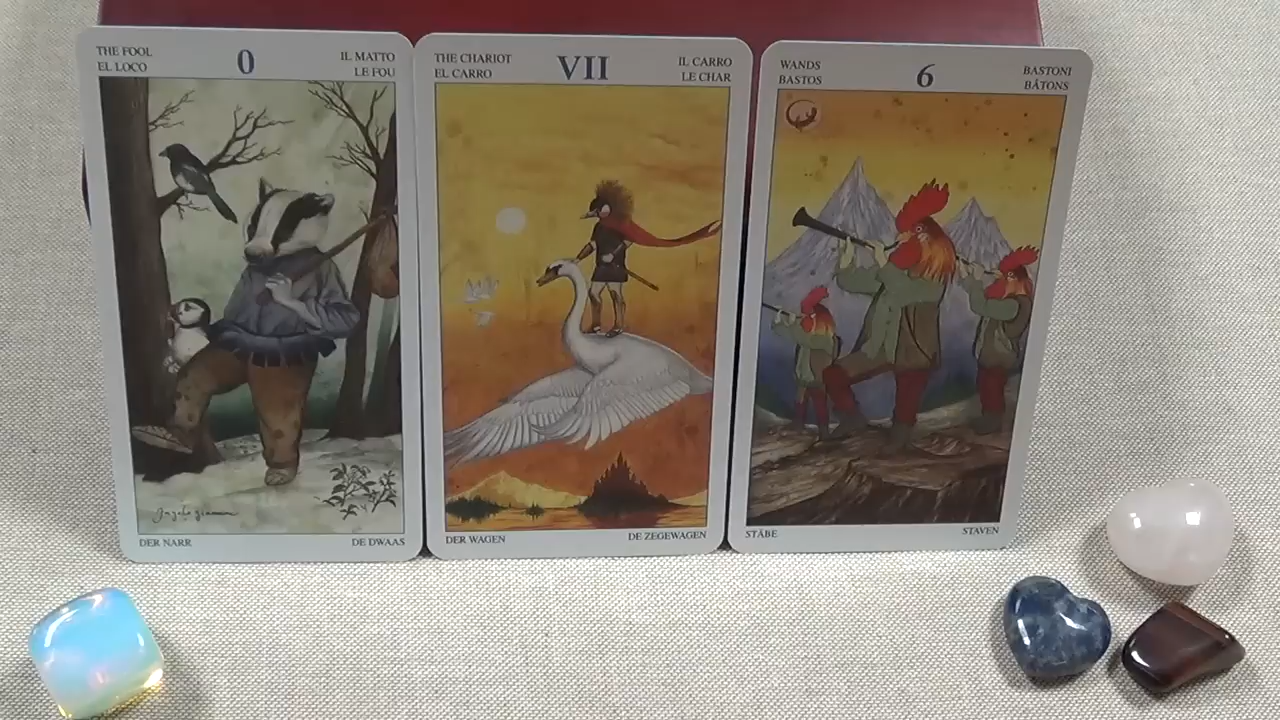 THE FOOL
EL LOCO
0
IL MATTO
LE FOU
DER NARR
DE DWAAS
THE CHARIOT
EL CARRO
VII
IL CARRO
LE CHAR
DER WAGEN
DE ZEGEWAGEN
WANDS
BASTOS
6
BASTONI
BÂTONS
STÄBE
STAVEN